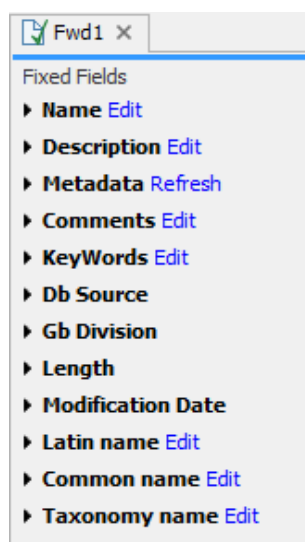 Fwd1
Fixed Fields
Name Edit
Description Edit
Metadata Refresh
Comments Edit
KeyWords Edit
Db Source
Gb Division
Length
Modification Date
Latin name Edit
Common name Edit
Taxonomy name Edit